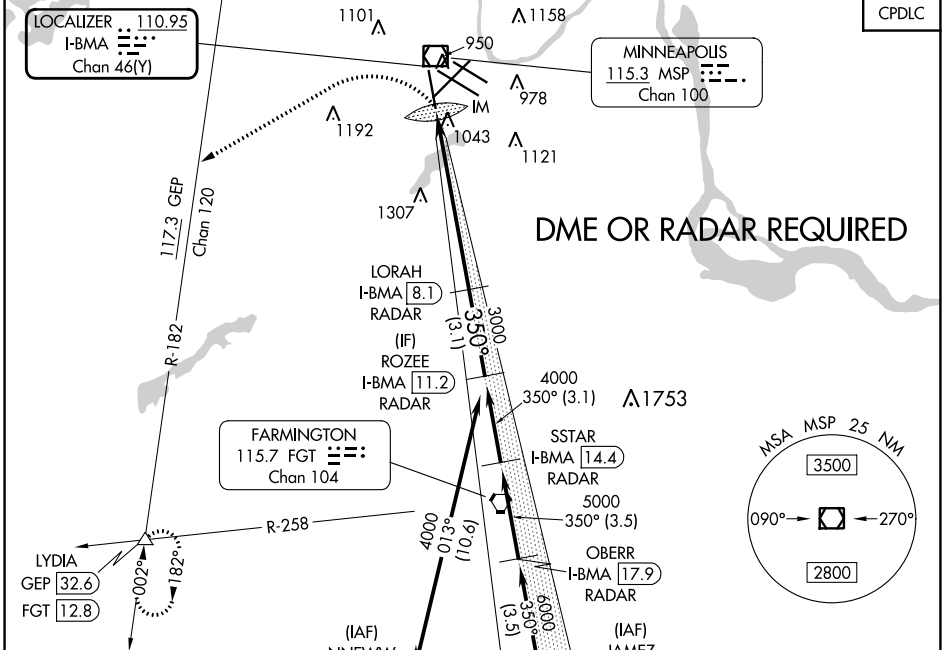 LOCALIZER 110.95
I-BMA
Chan 46(Y)
1101
1158
CPDLC
950
MINNEAPOLIS
115.3 MSP
Chan 100
978
IM
1192
1043
1121
1307
117.3 GEP
Chan 120
DME OR RADAR REQUIRED
LORAH
I-BMA 8.1
RADAR
350°
(3.1)
3000
(IF)
ROZEE
I-BMA 11.2
RADAR
R-182
4000
350° (3.1)
1753
FARMINGTON
115.7 FGT
Chan 104
SSTAR
I-BMA 14.4
RADAR
MSA MSP 25 NM
3500
090°
270°
2800
5000
350° (3.5)
R-258
4000
013°
(10.6)
OBERR
I-BMA 17.9
RADAR
LYDIA
GEP 32.6
FGT 12.8
002°
182°
6000
350°
(3.5)
(IAF)
(IAF)